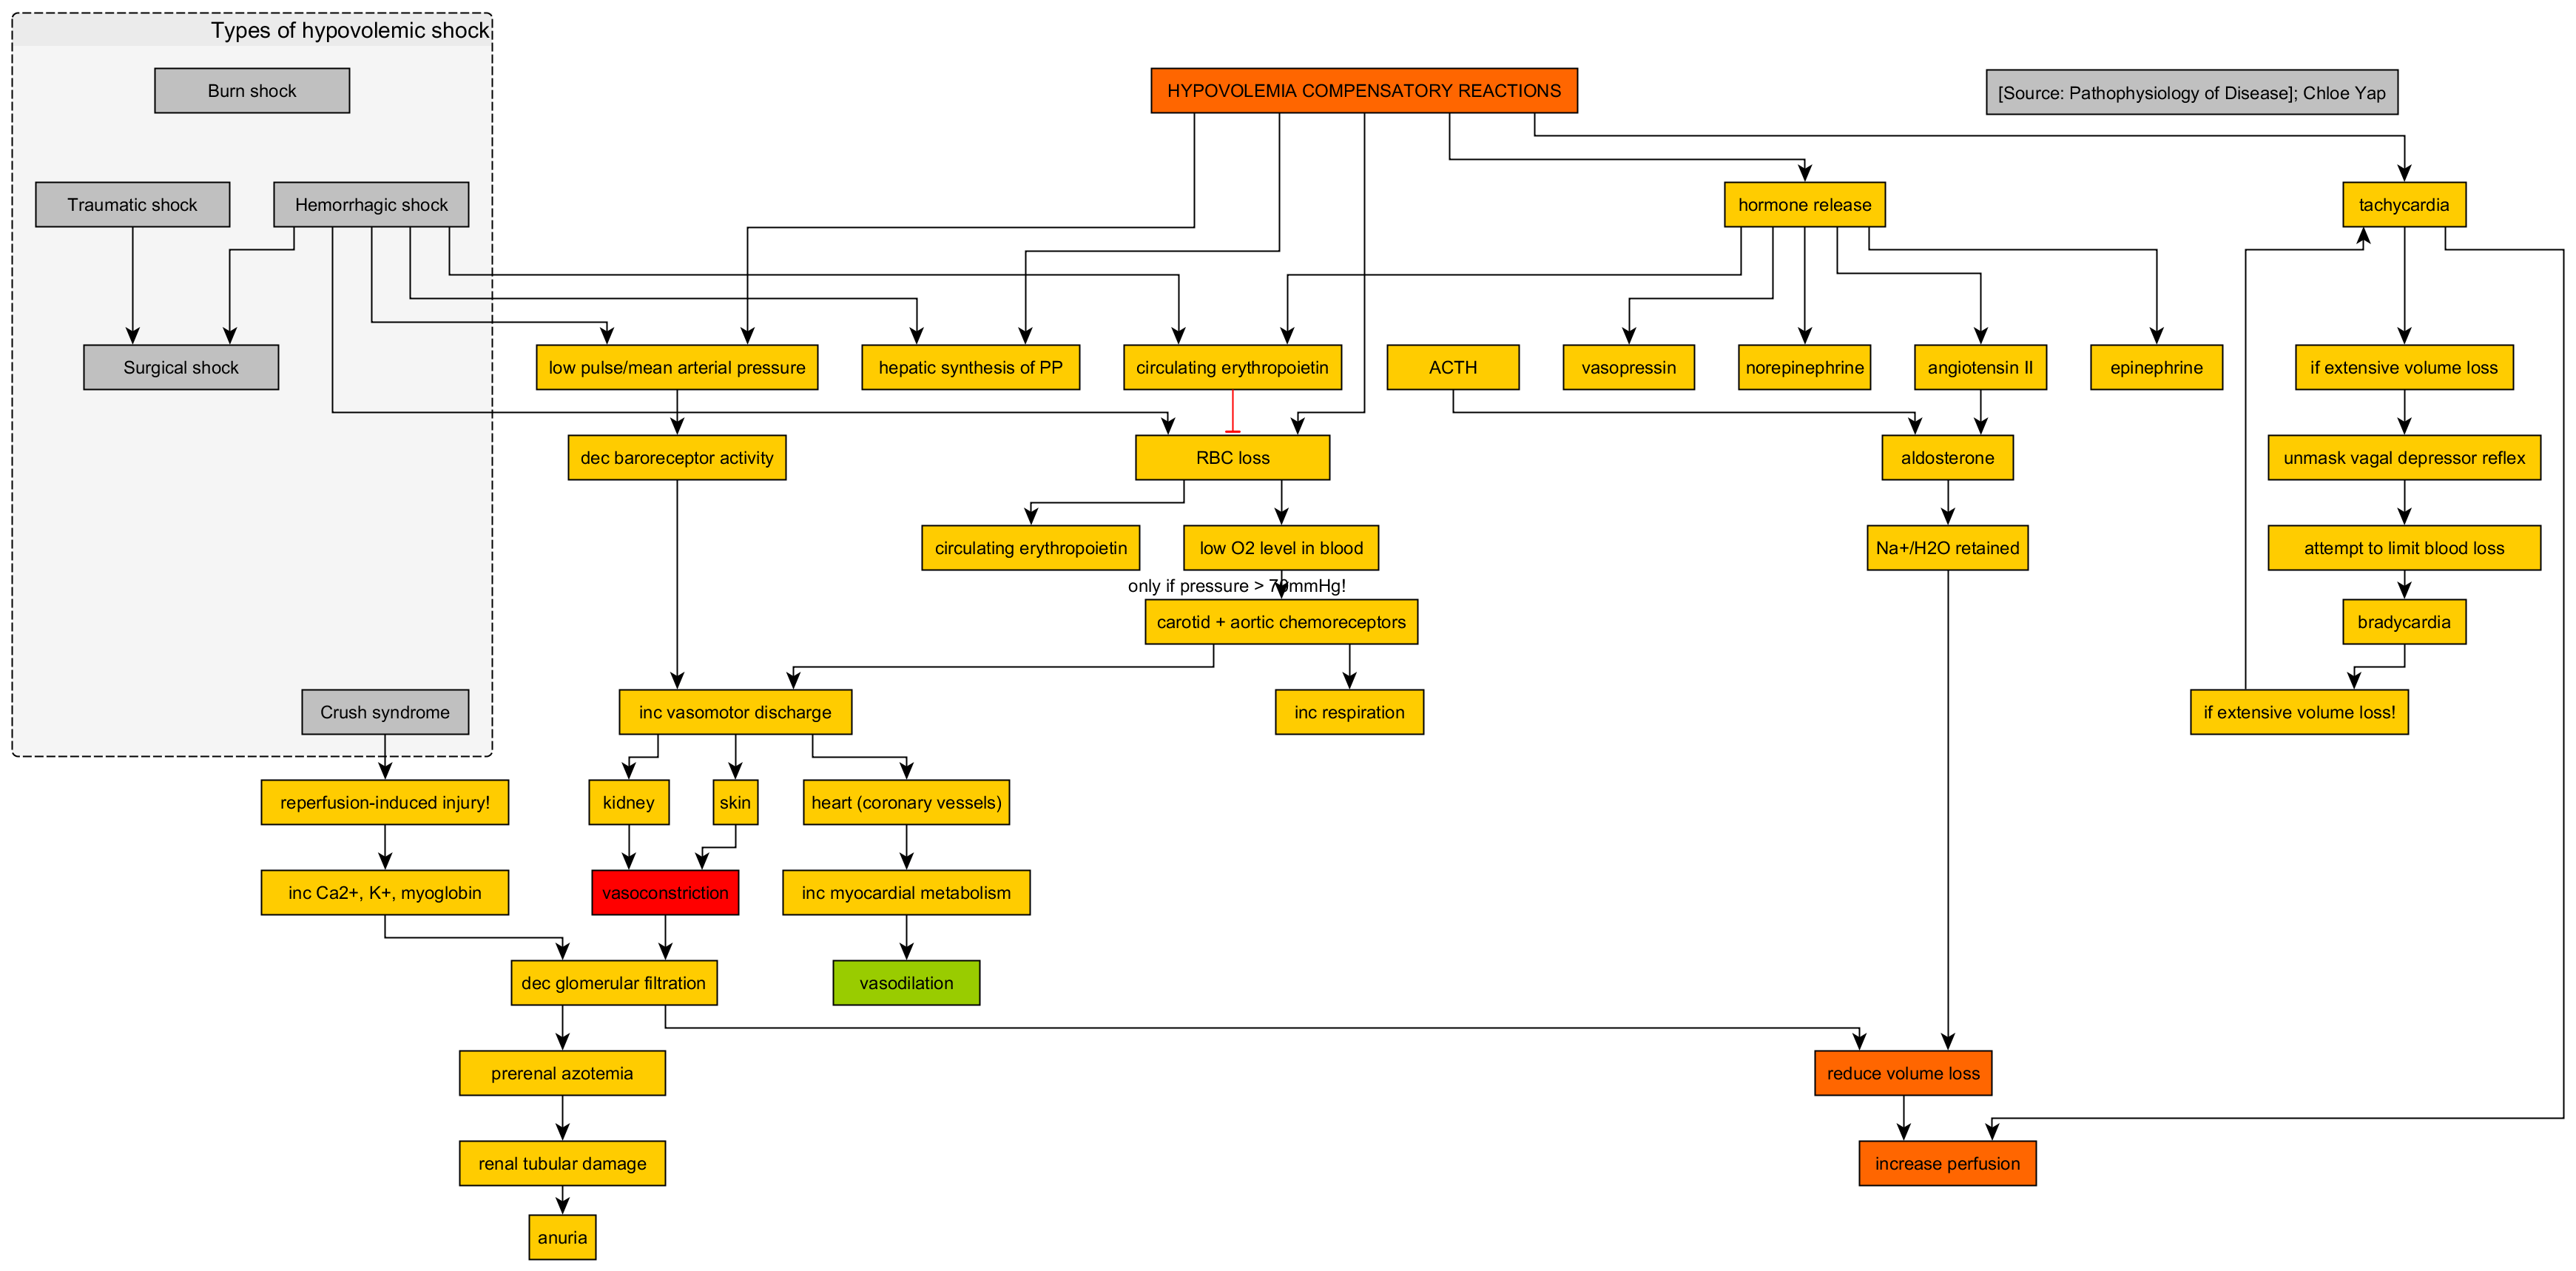 Types of hypovolemic shock
Burn shock
HYPOVOLEMIA COMPENSATORY REACTIONS
[Source: Pathophysiology of Disease]; Chloe Yap
Traumatic shock
Hemorrhagic shock
hormone release
tachycardia
Surgical shock
low pulse/mean arterial pressure
hepatic synthesis of PP
circulating erythropoietin
ACTH
vasopressin
norepinephrine
angiotensin II
epinephrine
if extensive volume loss
dec baroreceptor activity
RBC loss
aldosterone
unmask vagal depressor reflex
circulating erythropoietin
low O2 level in blood
Na+/H2O retained
attempt to limit blood loss
only if pressure > 70mmHg!
carotid + aortic chemoreceptors
bradycardia
Crush syndrome
inc vasomotor discharge
inc respiration
if extensive volume loss!
reperfusion-induced injury!
kidney
skin
heart (coronary vessels)
inc Ca2+, K+, myoglobin
vasoconstriction
inc myocardial metabolism
dec glomerular filtration
vasodilation
prerenal azotemia
reduce volume loss
renal tubular damage
increase perfusion
anuria